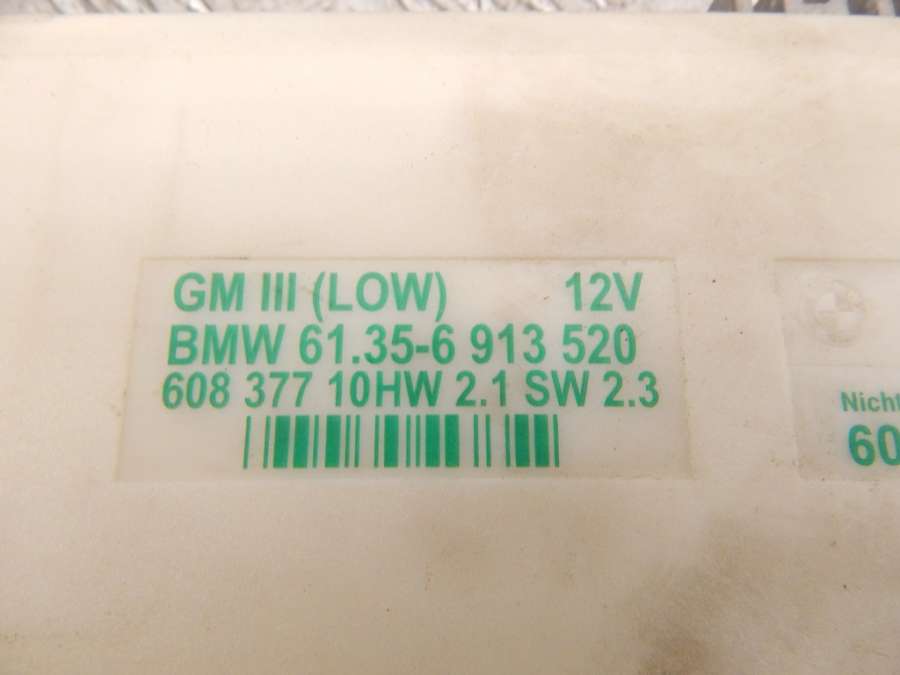 GM III (LOW) 12V
BMW 61.35-6 913 520
608 377 10HW 2.1 SW 2.3
Nicht
60